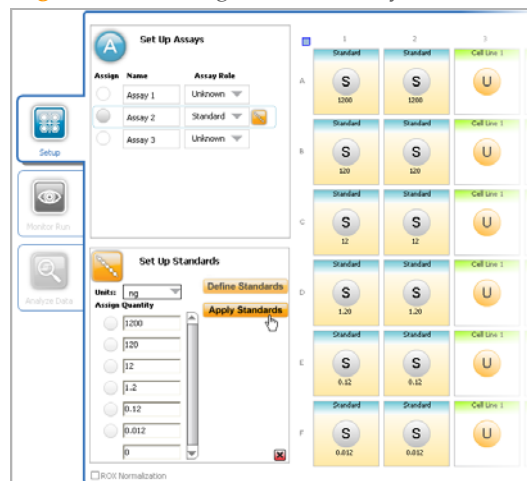 A
Set Up Assays
Assign Name Assay Role
Assay 1 Unknown
Assay 2 Standard
Assay 3 Unknown
Setup
Monitor Run
Analyze Data
Set Up Standards
Units: ng
Define Standards
Assign Quantity
Apply Standards
1200
120
12
1.2
0.12
0.012
0
ROX Normalization
1 2 3
Standard Standard Cell Line 1
A S S U
1200 1200
Standard Standard Cell Line 1
B S S U
120 120
Standard Standard Cell Line 1
C S S U
12 12
Standard Standard Cell Line 1
D S S U
1.20 1.20
Standard Standard Cell Line 1
E S S U
0.12 0.12
Standard Standard Cell Line 1
F S S U
0.012 0.012